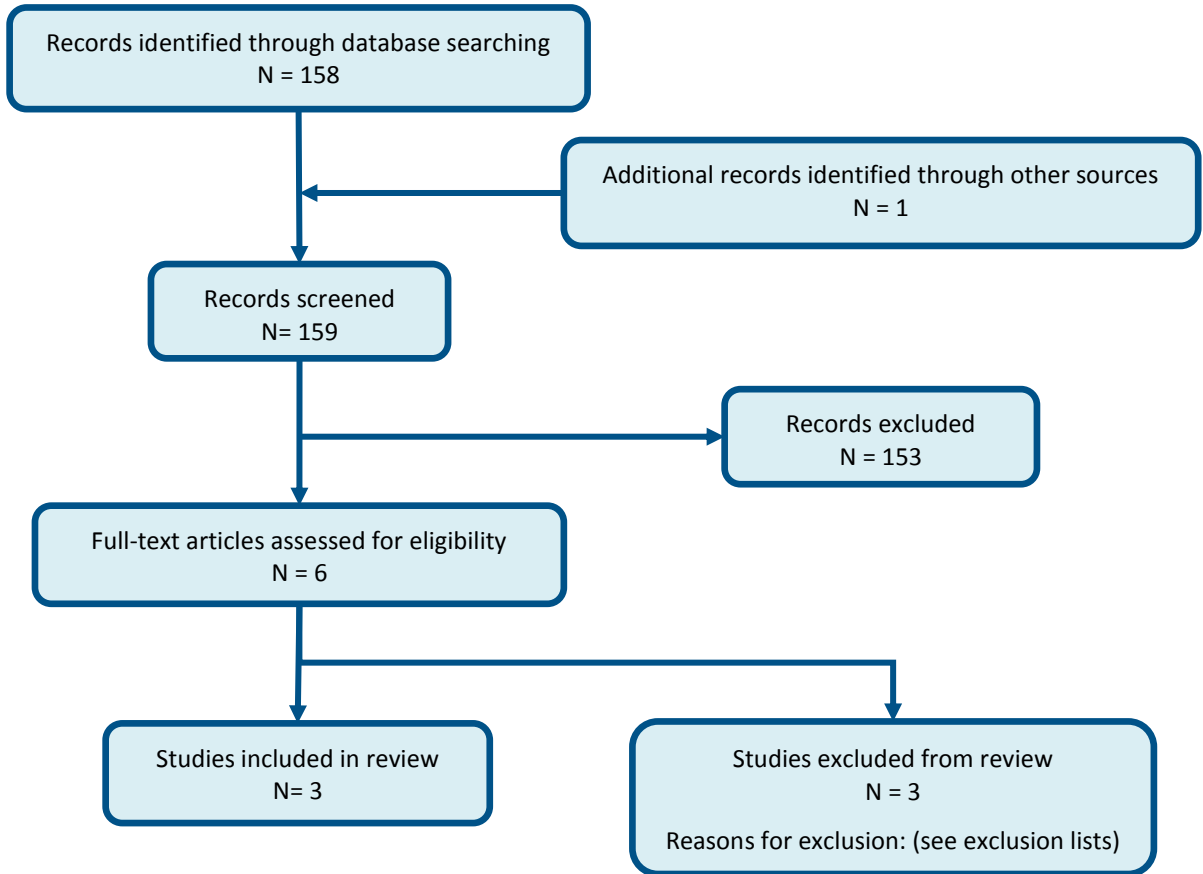 Records identified through database searching
N = 158
Additional records identified through other sources
N = 1
Records screened
N= 159
Records excluded
N = 153
Full-text articles assessed for eligibility
N = 6
Studies included in review
N= 3
Studies excluded from review
N = 3
Reasons for exclusion: (see exclusion lists)